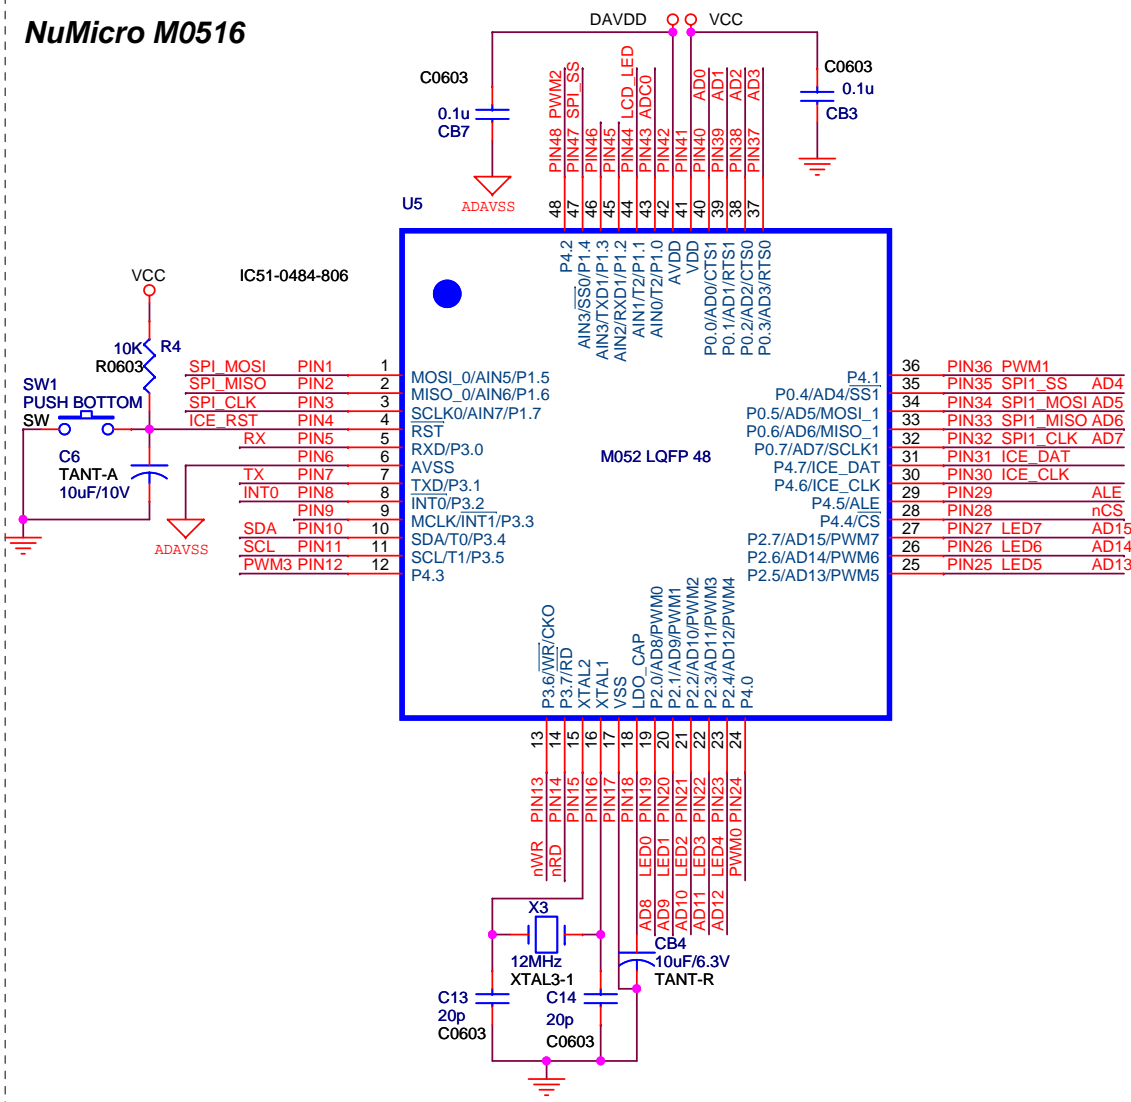 NuMicro M0516
DAVDD
VCC
C0603
0.1u
CB7
ADAVSS
C0603
0.1u
CB3
PIN48 PWM2
PIN47 SPI_SS
PIN46
PIN45
PIN44 LCD_LED
PIN43 ADC0
PIN42
PIN41
PIN40 AD0
PIN39 AD1
PIN38 AD2
PIN37 AD3
U5
48
47
46
45
44
43
42
41
40
39
38
37
P4.2
AIN3/SS0/P1.4
AIN3/TXD1/P1.3
AIN2/RXD1/P1.2
AIN1/T2/P1.1
AIN0/T2/P1.0
AVDD
VDD
P0.0/AD0/CTS1
P0.1/AD1/RTS1
P0.2/AD2/CTS0
P0.3/AD3/RTS0
VCC
IC51-0484-806
10K
R4
R0603
SW1
PUSH BOTTOM
SW
C6
TANT-A
10uF/10V
ADAVSS
SPI_MOSI PIN1 1 MOSI_0/AIN5/P1.5
SPI_MISO PIN2 2 MISO_0/AIN6/P1.6
SPI_CLK PIN3 3 SCLK0/AIN7/P1.7
ICE_RST PIN4 4 RST
RX PIN5 5 RXD/P3.0
PIN6 6 AVSS
TX PIN7 7 TXD/P3.1
INT0 PIN8 8 INT0/P3.2
PIN9 9 MCLK/INT1/P3.3
SDA PIN10 10 SDA/T0/P3.4
SCL PIN11 11 SCL/T1/P3.5
PWM3 PIN12 12 P4.3
M052 LQFP 48
P4.1 36 PIN36 PWM1
P0.4/AD4/SS1 35 PIN35 SPI1_SS AD4
P0.5/AD5/MOSI_1 34 PIN34 SPI1_MOSI AD5
P0.6/AD6/MISO_1 33 PIN33 SPI1_MISO AD6
P0.7/AD7/SCLK1 32 PIN32 SPI1_CLK AD7
P4.7/ICE_DAT 31 PIN31 ICE_DAT
P4.6/ICE_CLK 30 PIN30 ICE_CLK
P4.5/ALE 29 PIN29 ALE
P4.4/CS 28 PIN28 nCS
P2.7/AD15/PWM7 27 PIN27 LED7 AD15
P2.6/AD14/PWM6 26 PIN26 LED6 AD14
P2.5/AD13/PWM5 25 PIN25 LED5 AD13
P3.6/WR/CKO
P3.7/RD
XTAL2
XTAL1
VSS
LDO_CAP
P2.0/AD8/PWM0
P2.1/AD9/PWM1
P2.2/AD10/PWM2
P2.3/AD11/PWM3
P2.4/AD12/PWM4
P4.0
13
14
15
16
17
18
19
20
21
22
23
24
nWR PIN13
nRD PIN14
PIN15
PIN16
PIN17
PIN18
AD8 LED0 PIN19
AD9 LED1 PIN20
AD10 LED2 PIN21
AD11 LED3 PIN22
AD12 LED4 PIN23
PWM0 PIN24
X3
12MHz
XTAL3-1
CB4
10uF/6.3V
TANT-R
C13
20p
C0603
C14
20p
C0603